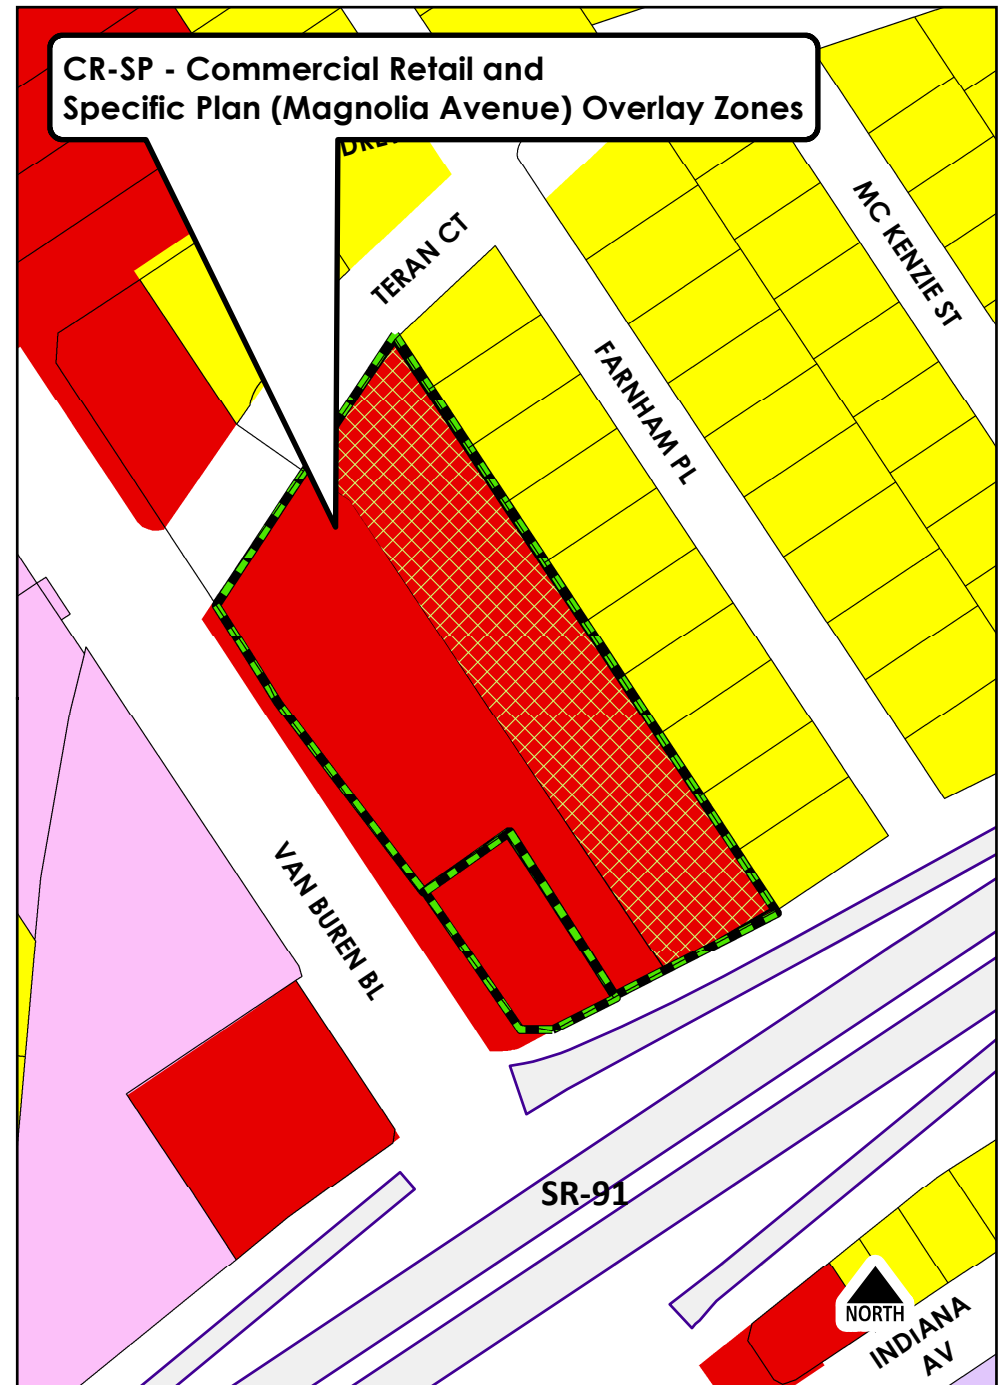 CR-SP - Commercial Retail and
Specific Plan (Magnolia Avenue) Overlay Zones
TERAN CT
MC KENZIE ST
FARNHAM PL
VAN BUREN BL
SR-91
NORTH
INDIANA
AV